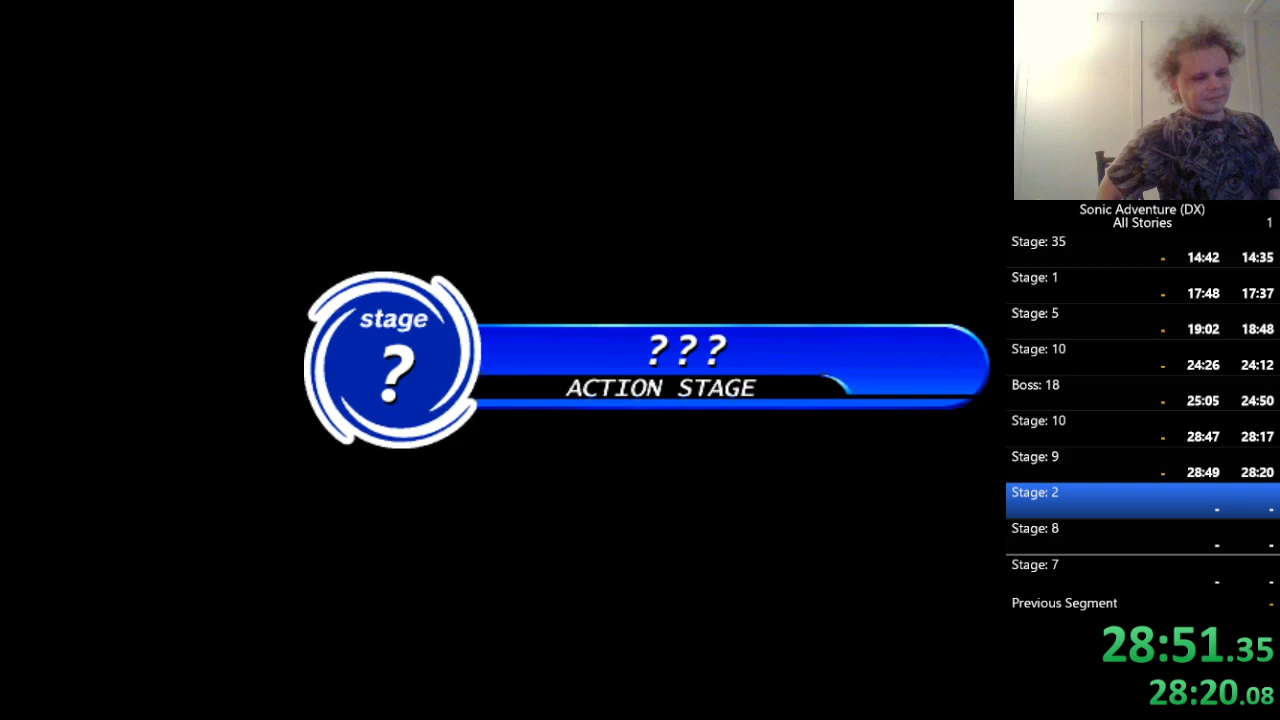 stage
?
???
ACTION STAGE
Sonic Adventure (DX)
All Stories 1
Stage: 35
- 14:42 14:35
Stage: 1
- 17:48 17:37
Stage: 5
- 19:02 18:48
Stage: 10
- 24:26 24:12
Boss: 18
- 25:05 24:50
Stage: 10
- 28:47 28:17
Stage: 9
- 28:49 28:20
Stage: 2
- -
Stage: 8
- -
Stage: 7
- -
Previous Segment -
28:51.35
28:20.08